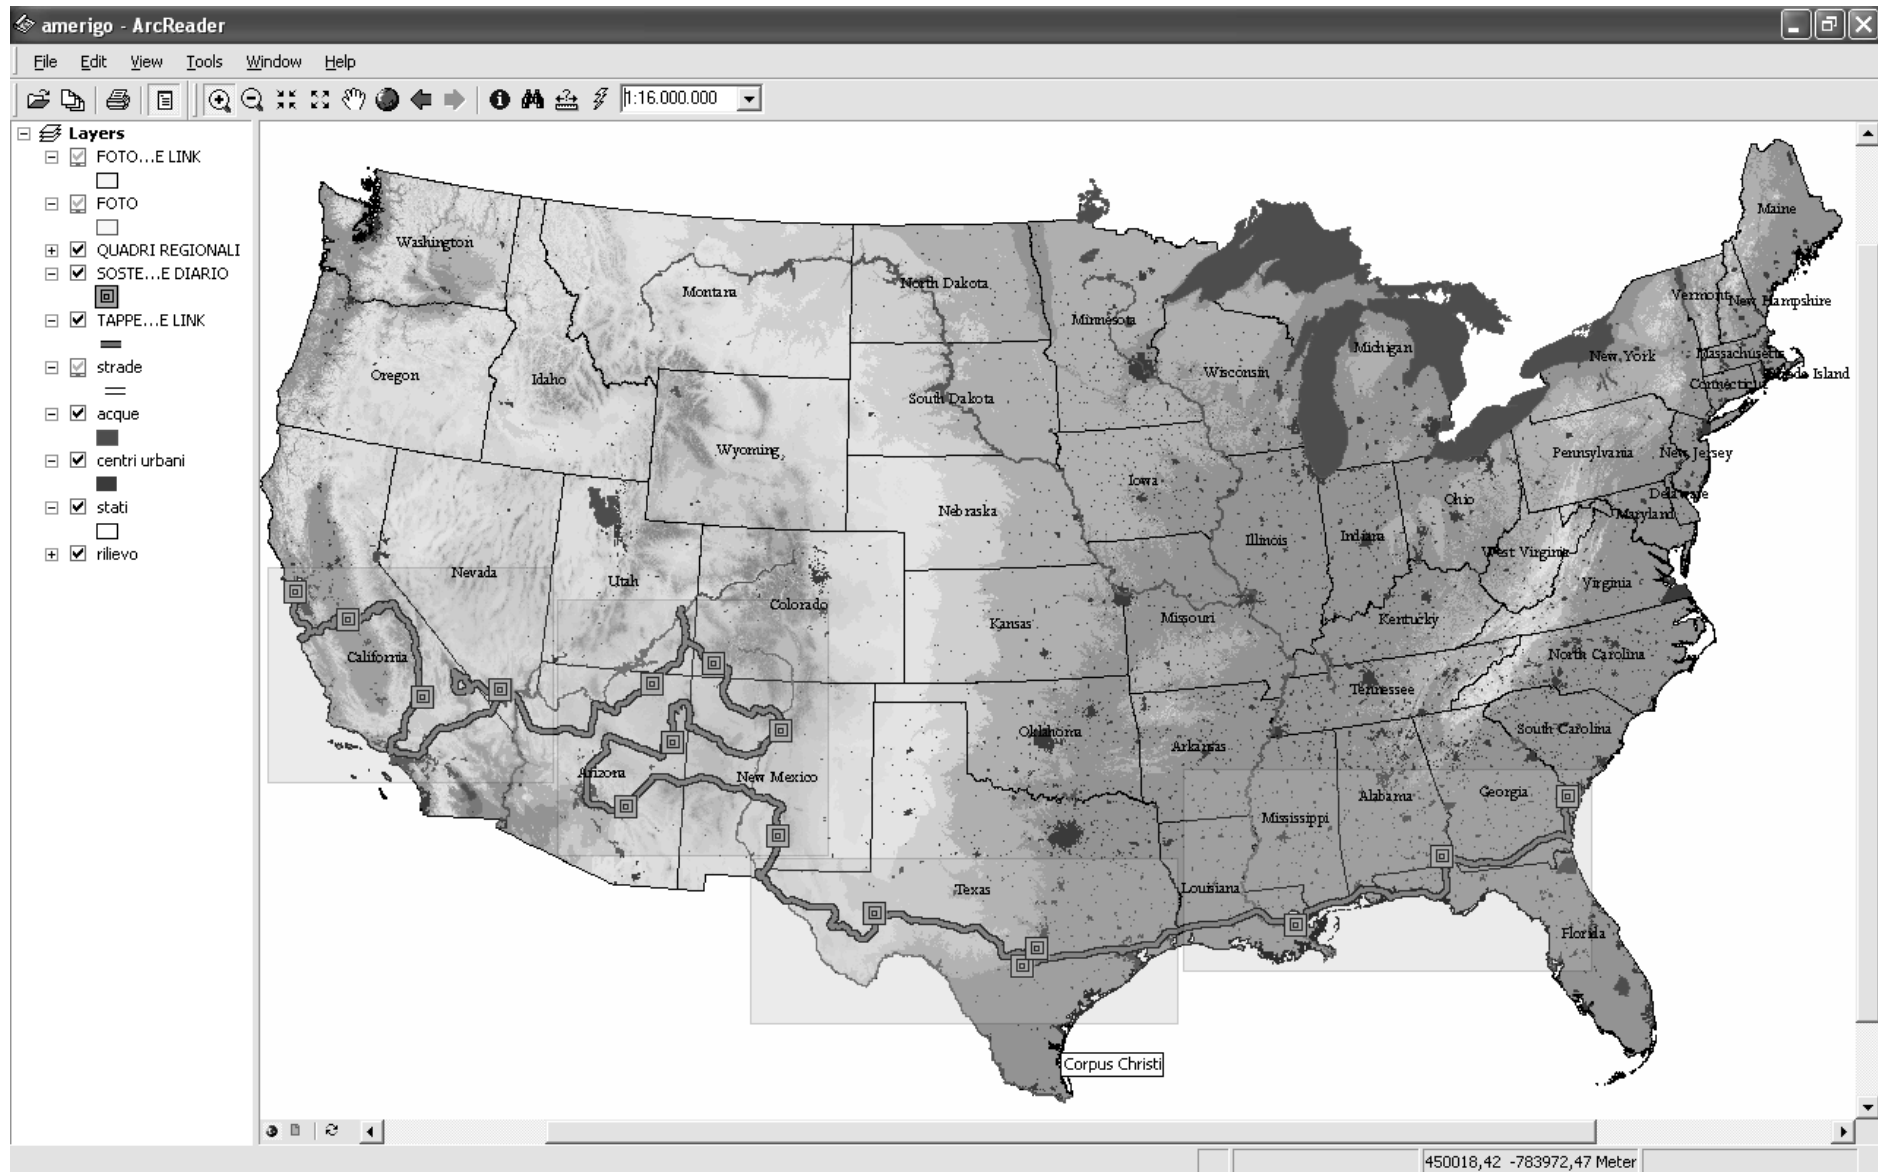 amerigo - ArcReader
File Edit View Tools Window Help
1:16.000.000
Layers
FOTO...E LINK
FOTO
QUADRI REGIONALI
SOSTE...E DIARIO
TAPPE...E LINK
strade
acque
centri urbani
stati
rilievo
Maine
Washington
Montana
North Dakota
Vermont
New Hampshire
Minnesota
Michigan
New York
Massachusetts
Oregon
Idaho
Wisconsin
Rhode Island
Connecticut
South Dakota
Wyoming
Pennsylvania
New Jersey
Iowa
Ohio
Delaware
Nebraska
Maryland
Illinois
Indiana
West Virginia
Nevada
Utah
Virginia
Colorado
Kansas
Missouri
Kentucky
California
North Carolina
Tennessee
Oklahoma
Arkansas
South Carolina
Arizona
New Mexico
Georgia
Alabama
Mississippi
Texas
Louisiana
Florida
Corpus Christi
450018,42 -783972,47 Meter